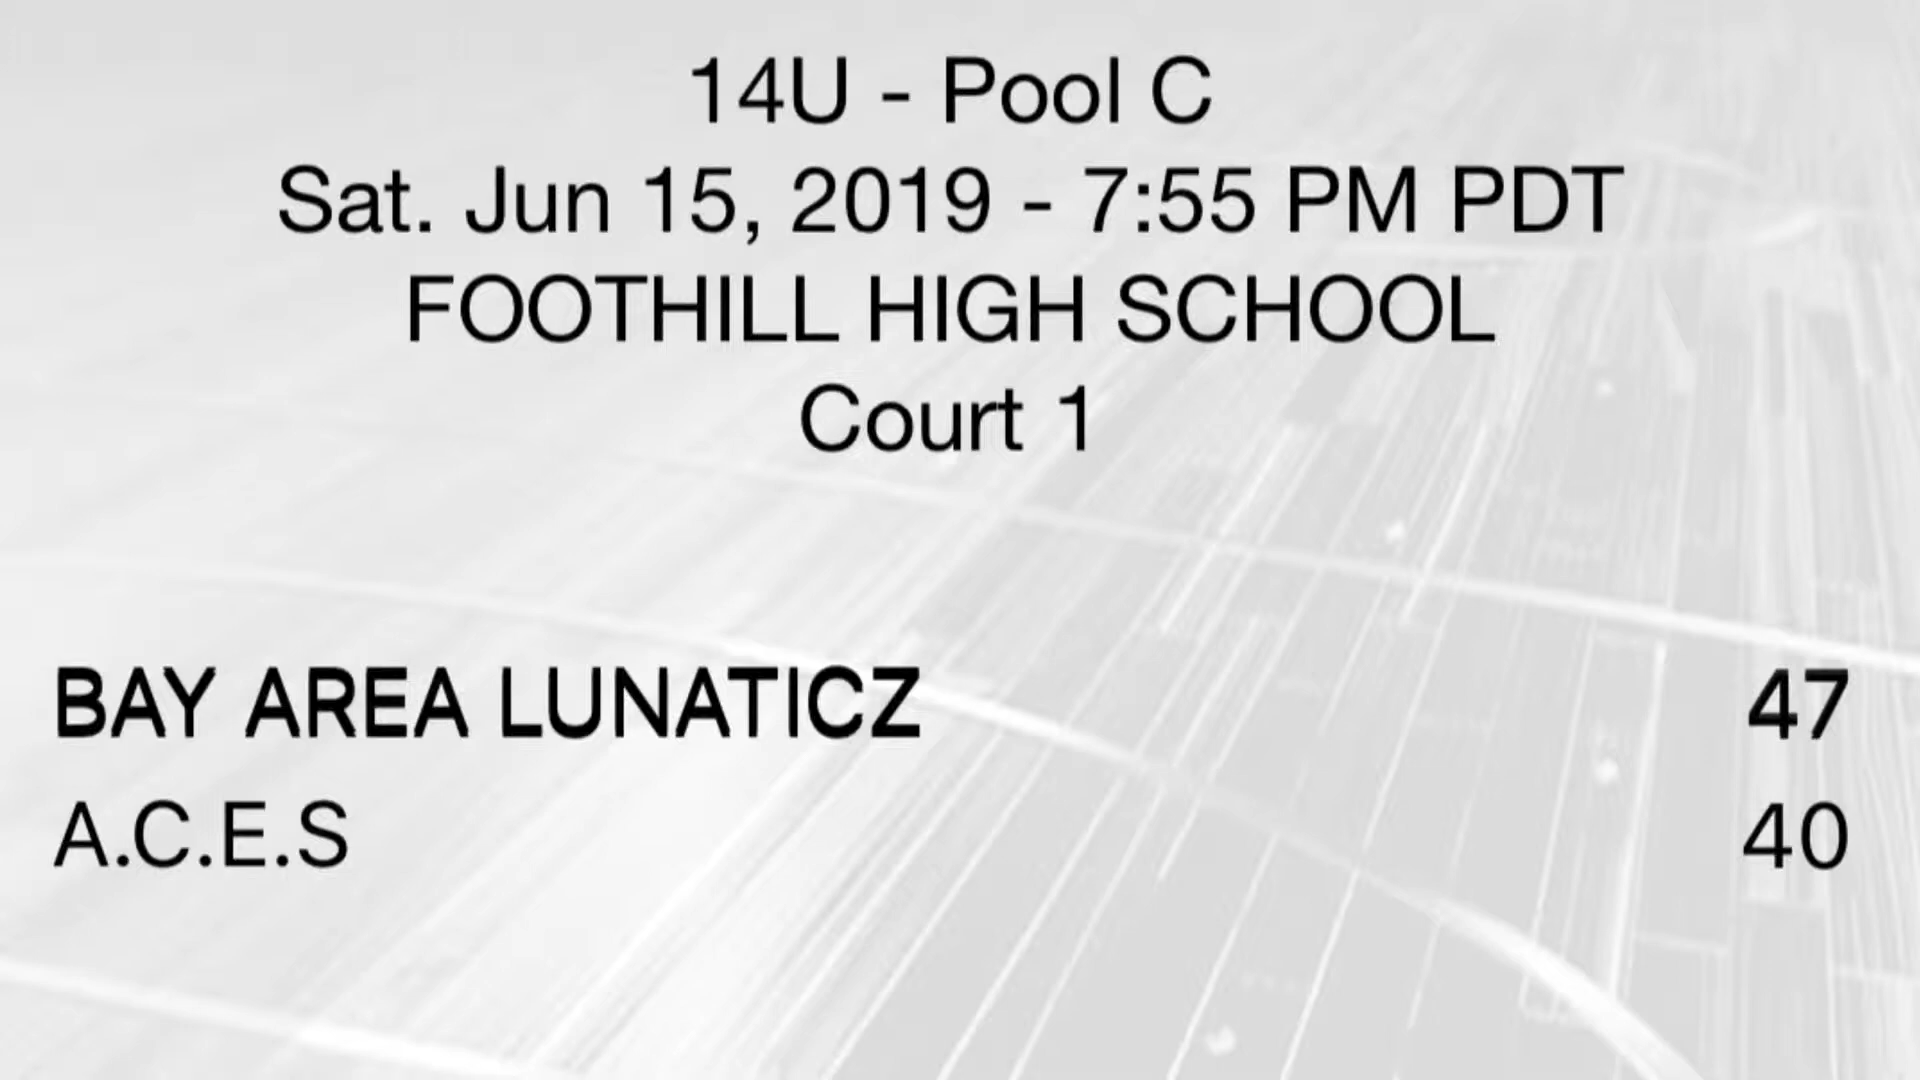 14U - Pool C
Sat. Jun 15, 2019 - 7:55 PM PDT
FOOTHILL HIGH SCHOOL
Court 1
BAY AREA LUNATICZ 47
A.C.E.S 40